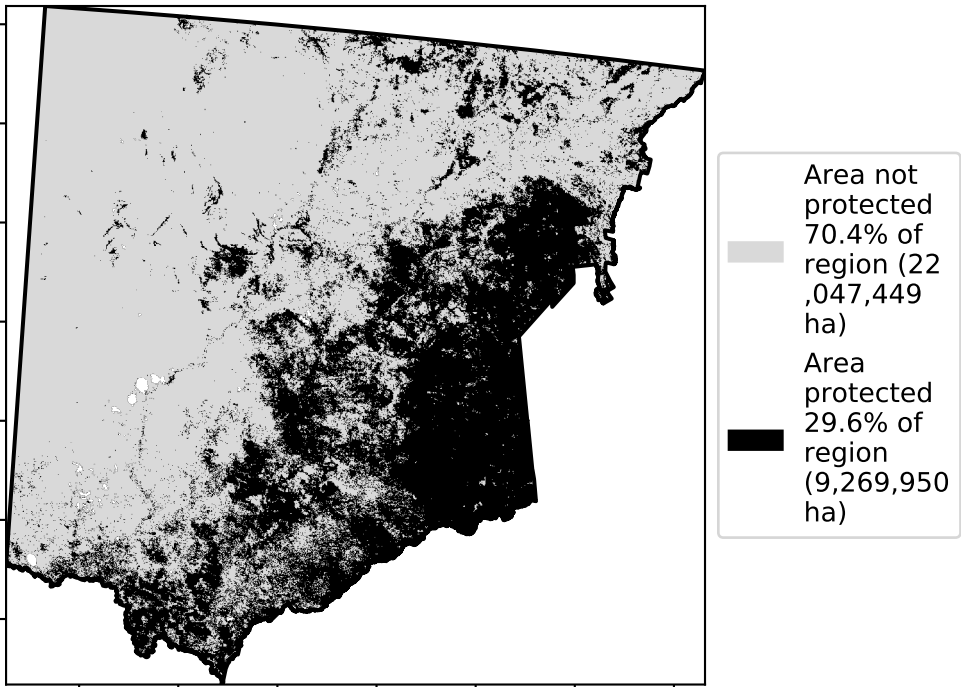 Area not
protected
70.4% of
region (22
,047,449
ha)
Area
protected
29.6% of
region
(9,269,950
ha)